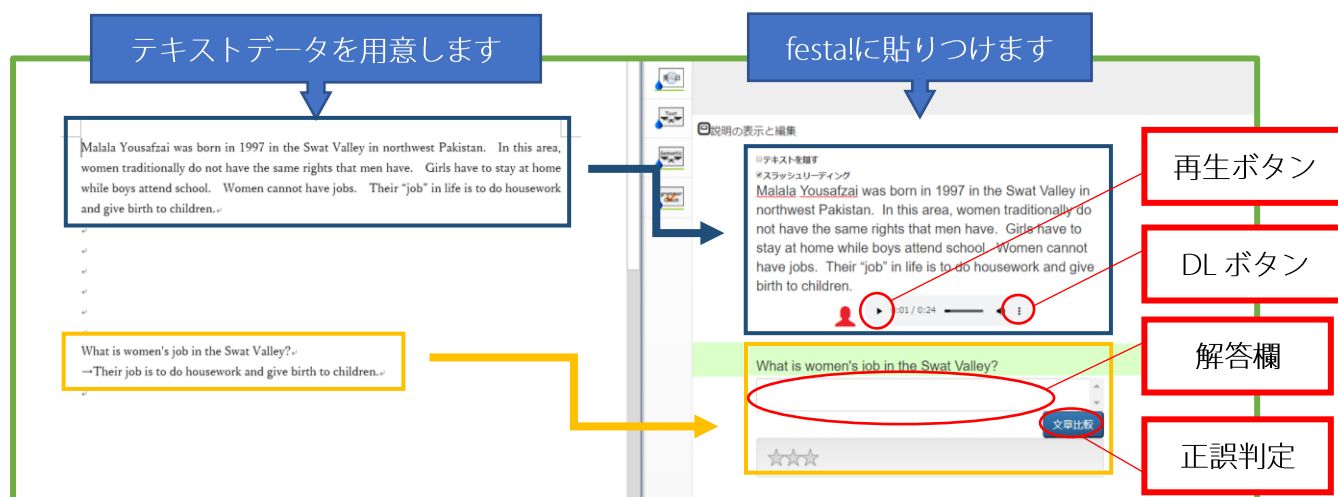 テキストデータを用意します
festa!に貼りつけます
Malala Yousafzai was born in 1997 in the Swat Valley in northwest Pakistan. In this area,
women traditionally do not have the same rights that men have. Girls have to stay at home
while boys attend school. Women cannot have jobs. Their “job” in life is to do housework
and give birth to children.
What is women's job in the Swat Valley?
→Their job is to do housework and give birth to children.
Text
Semantic
説明の表示と編集
テキストを隠す
スラッシュリーディング
Malala Yousafzai was born in 1997 in the Swat Valley in
northwest Pakistan. In this area, women traditionally do
not have the same rights that men have. Girls have to
stay at home while boys attend school. Women cannot
have jobs. Their “job” in life is to do housework and give
birth to children.
0:01 / 0:24
What is women's job in the Swat Valley?
文章比較
再生ボタン
DL ボタン
解答欄
正誤判定